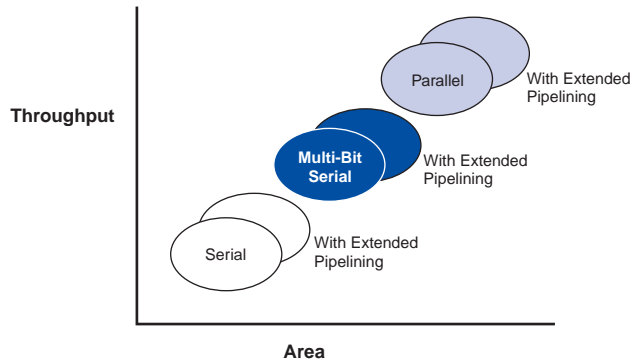 Parallel
With Extended
Pipelining
Throughput
Multi-Bit
Serial
With Extended
Pipelining
Serial
With Extended
Pipelining
Area